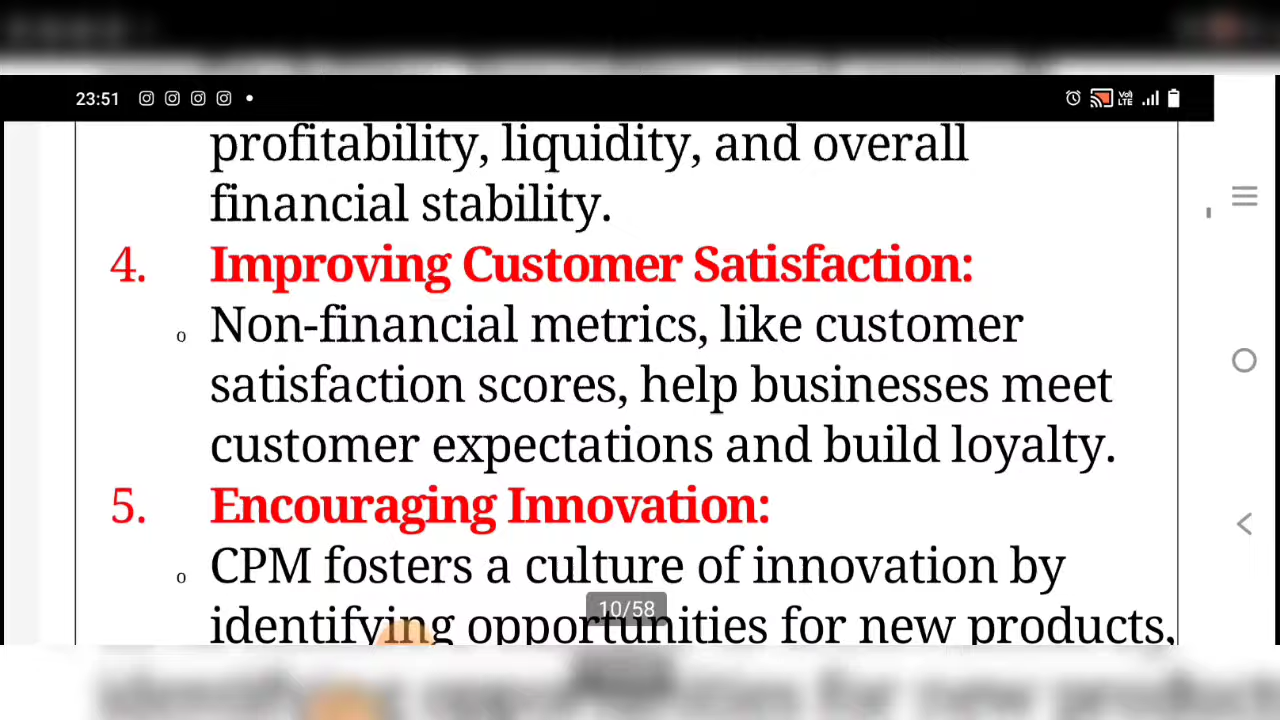 23:51
Vo)
LTE
profitability, liquidity, and overall
financial stability.
4. Improving Customer Satisfaction:
o Non-financial metrics, like customer
satisfaction scores, help businesses meet
customer expectations and build loyalty.
5. Encouraging Innovation:
o CPM fosters a culture of innovation by
10/58
identifying opportunities for new products,